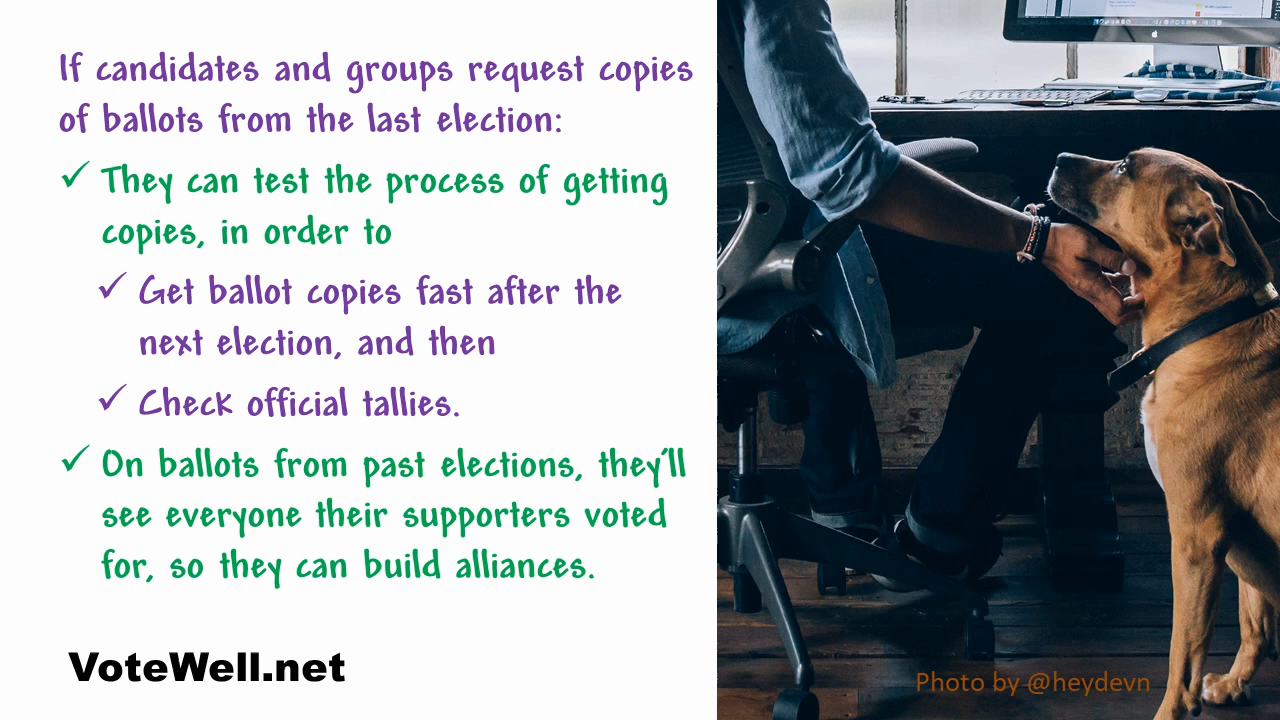 If candidates and groups request copies
of ballots from the last election:
✓ They can test the process of getting
copies, in order to
✓ Get ballot copies fast after the
next election, and then
✓ Check official tallies.
✓ On ballots from past elections, they'll
see everyone their supporters voted
for, so they can build alliances.
VoteWell.net
Photo by @heydevn